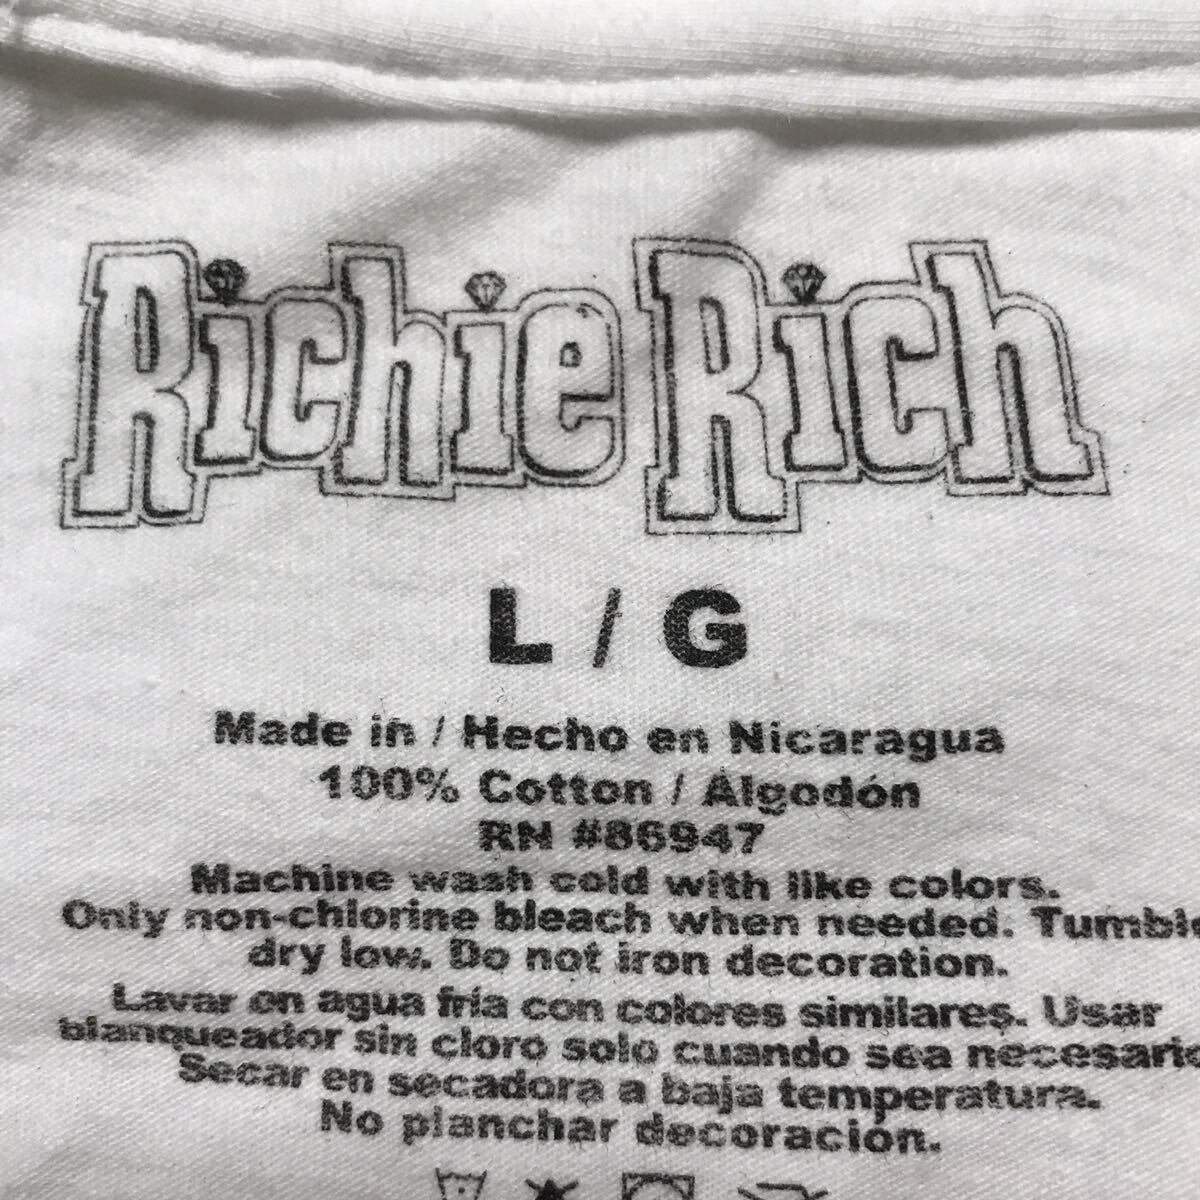 Richie Rich
L / G
Made in / Hecho en Nicaragua
100% Cotton / Algodón
RN #86947
Machine wash cold with like colors.
Only non-chlorine bleach when needed. Tumble
dry low. Do not iron decoration.
Lavar en agua fría con colores similares. Usar
blanqueador sin cloro solo cuando sea necesario
Secar en secadora a baja temperatura.
No planchar decoración.